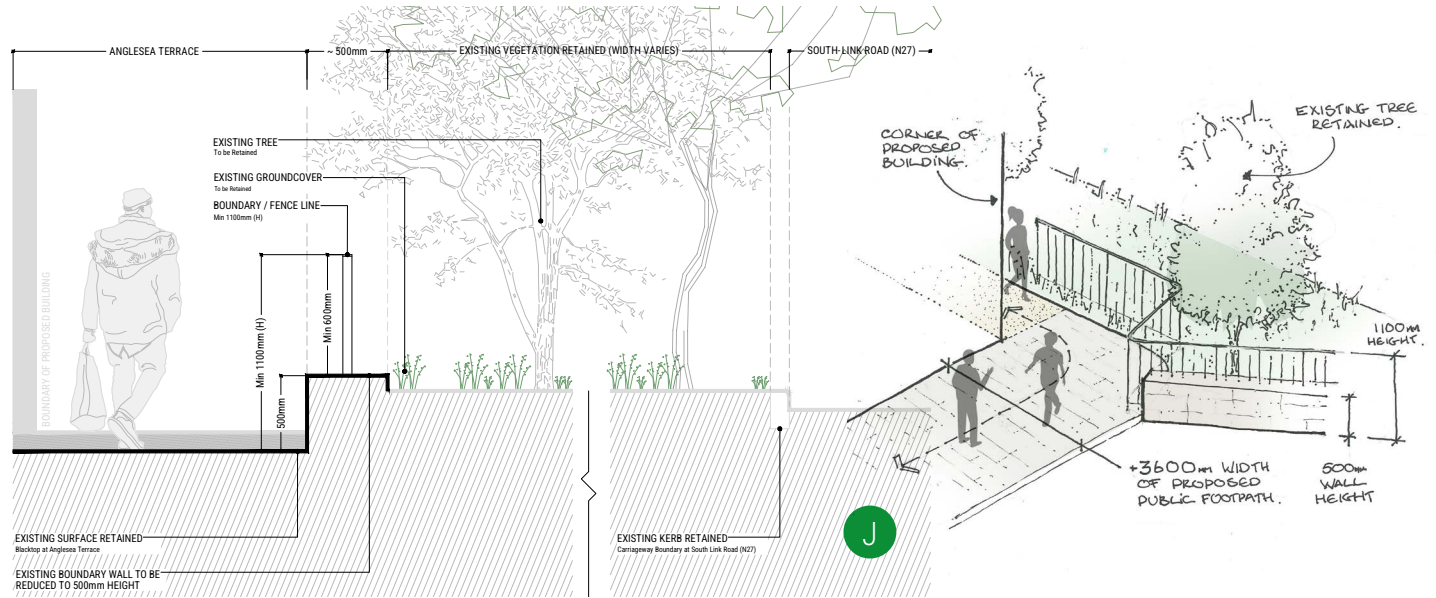 ANGLESEA TERRACE
~ 500mm
EXISTING VEGETATION RETAINED (WIDTH VARIES)
SOUTH LINK ROAD (N27)
EXISTING TREE
To be Retained
EXISTING GROUNDCOVER
To be Retained
BOUNDARY / FENCE LINE
Min 1100mm (H)
BOUNDARY OF PROPOSED BUILDING
Min 1100mm (H)
Min 600mm
500mm
EXISTING SURFACE RETAINED
Blacktop at Anglesea Terrace
EXISTING BOUNDARY WALL TO BE
REDUCED TO 500mm HEIGHT
EXISTING KERB RETAINED
Carriageway Boundary at South Link Road (N27)
J
CORNER OF
PROPOSED
BUILDING.
EXISTING TREE
RETAINED.
1100mm
HEIGHT.
+3600mm WIDTH
OF PROPOSED
PUBLIC FOOTPATH.
500mm
WALL
HEIGHT